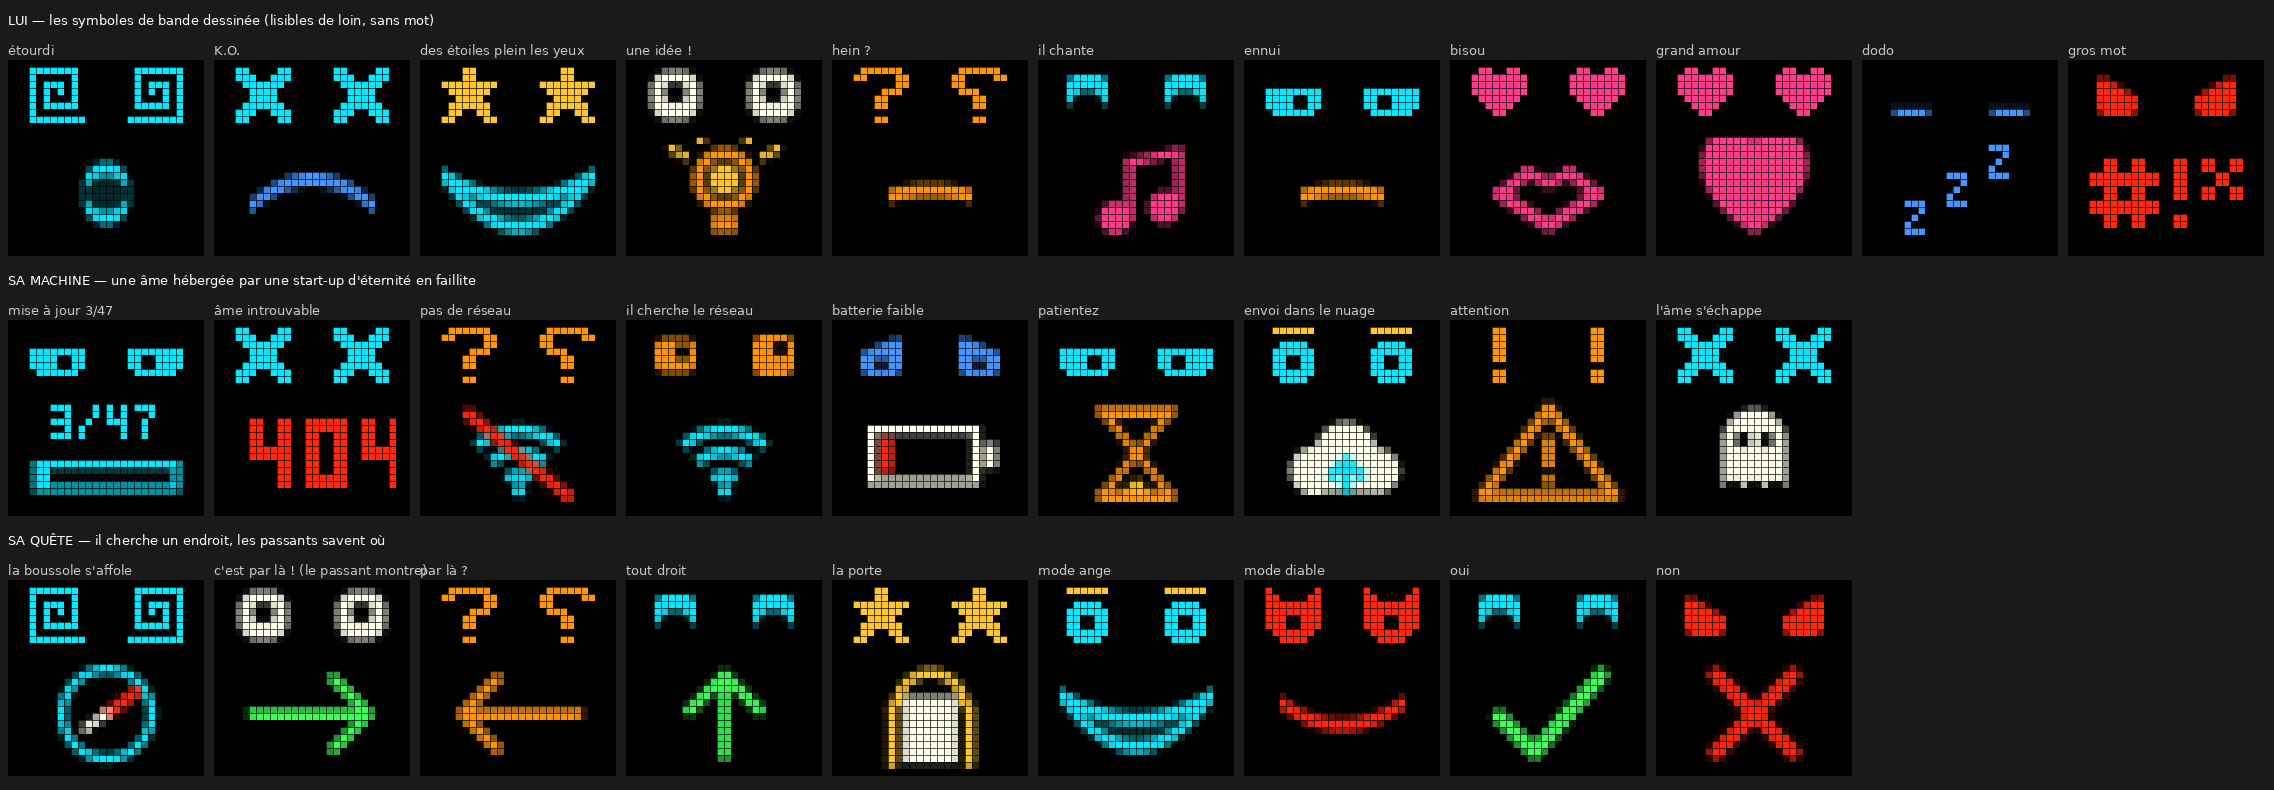 LUI — les symboles de bande dessinée (lisibles de loin, sans mot)
étourdi
K.O.
des étoiles plein les yeux
une idée !
hein ?
il chante
ennui
bisou
grand amour
dodo
gros mot
? ?
z
z
z
#!x
SA MACHINE — une âme hébergée par une start-up d'éternité en faillite
mise à jour 3/47
âme introuvable
pas de réseau
il cherche le réseau
batterie faible
patientez
envoi dans le nuage
attention
l'âme s'échappe
? ?
! !
3/47
404
!
SA QUÊTE — il cherche un endroit, les passants savent où
la boussole s'affole
c'est par là ! (le passant montre)
par là ?
tout droit
la porte
mode ange
mode diable
oui
non
? ?